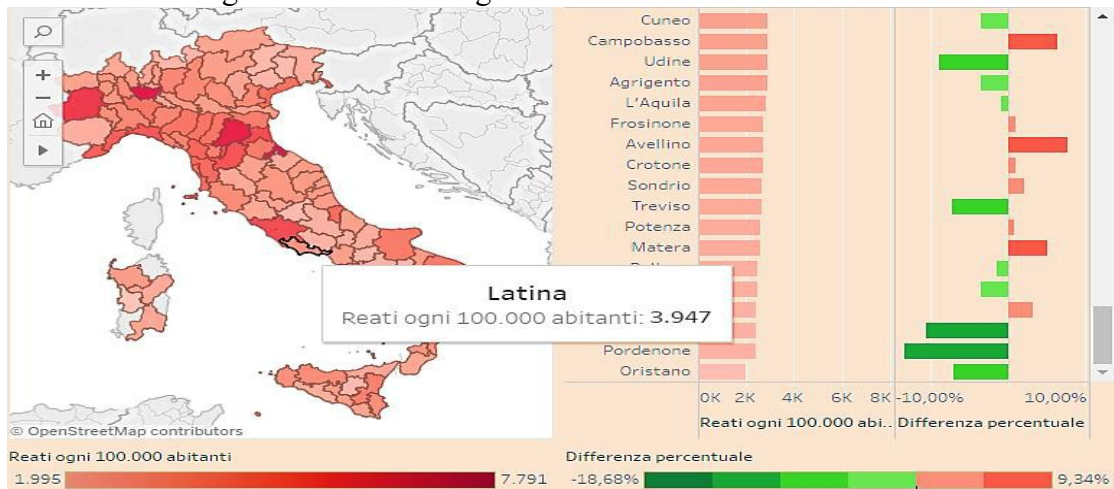 Cuneo
Campobasso
Udine
Agrigento
L'Aquila
Frosinone
Avellino
Crotone
Sondrio
Treviso
Potenza
Matera
Latina
Reati ogni 100.000 abitanti: 3.947
Pordenone
Oristano
0K 2K 4K 6K 8K -10,00% 10,00%
Reati ogni 100.000 abi.. Differenza percentuale
© OpenStreetMap contributors
Reati ogni 100.000 abitanti
1.995 7.791
Differenza percentuale
-18,68% 9,34%